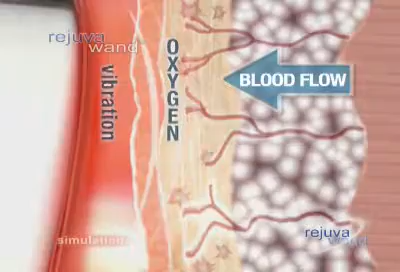 rejuva
wand
vibration
OXYGEN
BLOOD FLOW
simulation
rejuva
wand